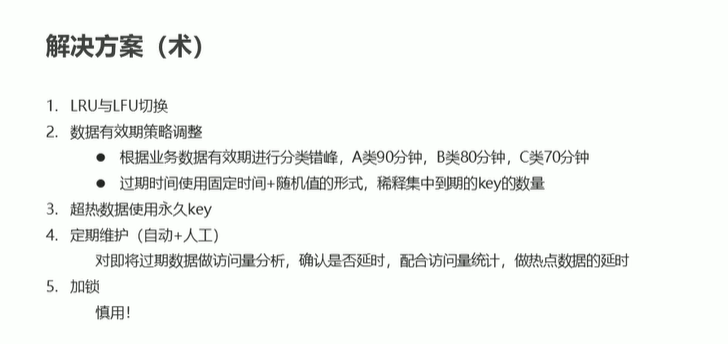 解决方案（术）
1. LRU与LFU切换
2. 数据有效期策略调整
● 根据业务数据有效期进行分类错峰，A类90分钟，B类80分钟，C类70分钟
● 过期时间使用固定时间+随机值的形式，稀释集中到期的key的数量
3. 超热数据使用永久key
4. 定期维护（自动+人工）
对即将过期数据做访问量分析，确认是否延时，配合访问量统计，做热点数据的延时
5. 加锁
慎用！